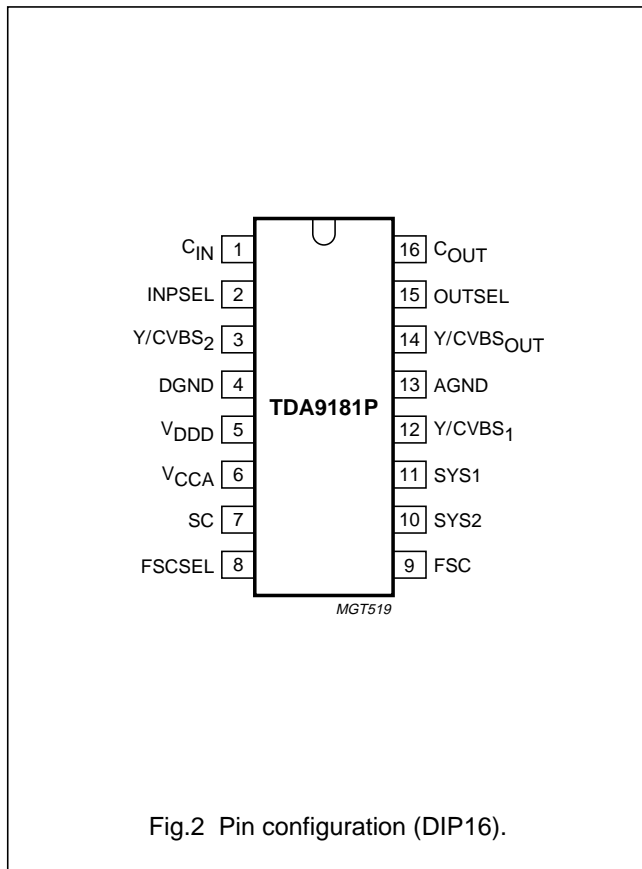 C_IN 1 16 C_OUT
INPSEL 2 15 OUTSEL
Y/CVBS_2 3 14 Y/CVBS_OUT
DGND 4 13 AGND
TDA9181P
V_DDD 5 12 Y/CVBS_1
V_CCA 6 11 SYS1
SC 7 10 SYS2
FSCSEL 8 9 FSC
MGT519
Fig.2 Pin configuration (DIP16).